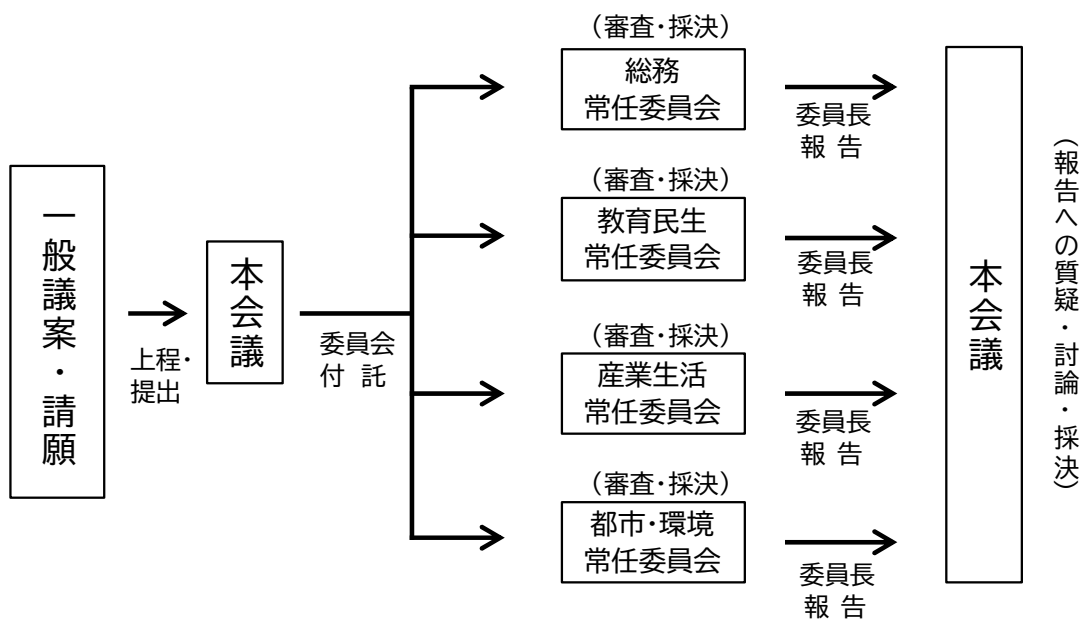 一般議案・請願
上程・
提出
本会議
委員会
付 託
（審査・採決）
総務
常任委員会
委員長
報 告
（審査・採決）
教育民生
常任委員会
委員長
報 告
（審査・採決）
産業生活
常任委員会
委員長
報 告
（審査・採決）
都市・環境
常任委員会
委員長
報 告
本会議
（報告への質疑・討論・採決）